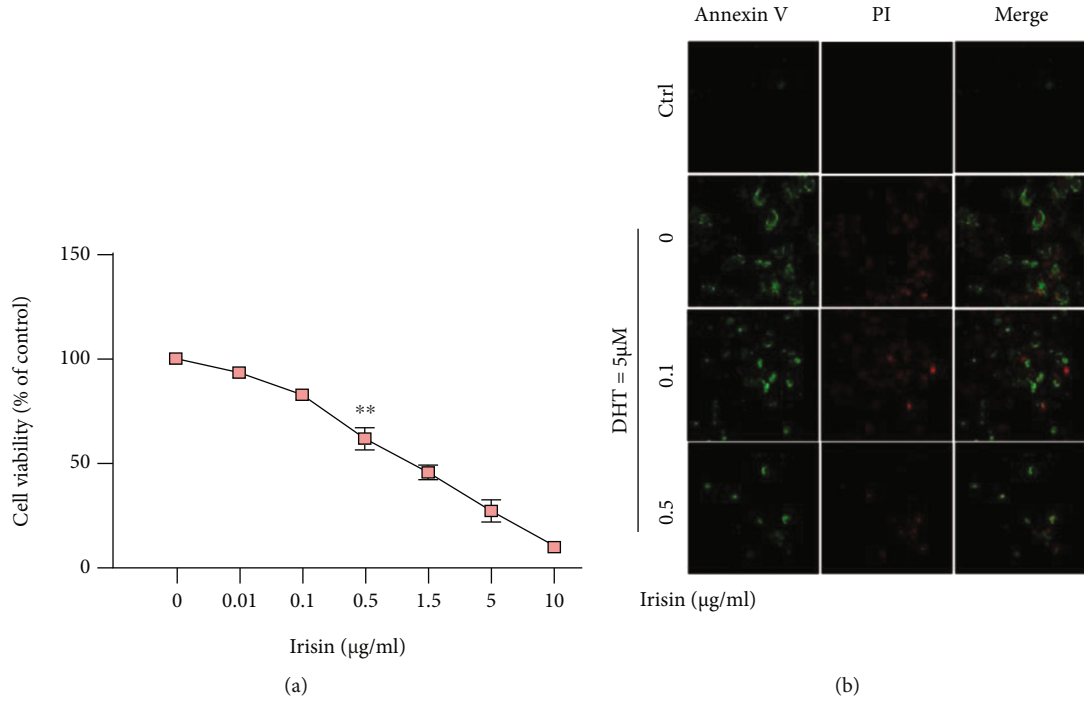 150
100
50
0
Cell viability (% of control)
**
0 0.01 0.1 0.5 1.5 5 10
Irisin (μg/ml)
(a)
Annexin V PI Merge
Ctrl
0
0.1
0.5
DHT = 5μM
Irisin (μg/ml)
(b)